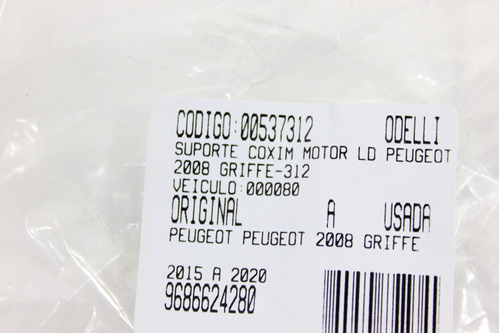 CODIGO:00537312 ODELLI
SUPORTE COXIM MOTOR LD PEUGEOT
2008 GRIFFE-312
VEICULO:000080
ORIGINAL A USADA
PEUGEOT PEUGEOT 2008 GRIFFE
2015 A 2020
9686624280